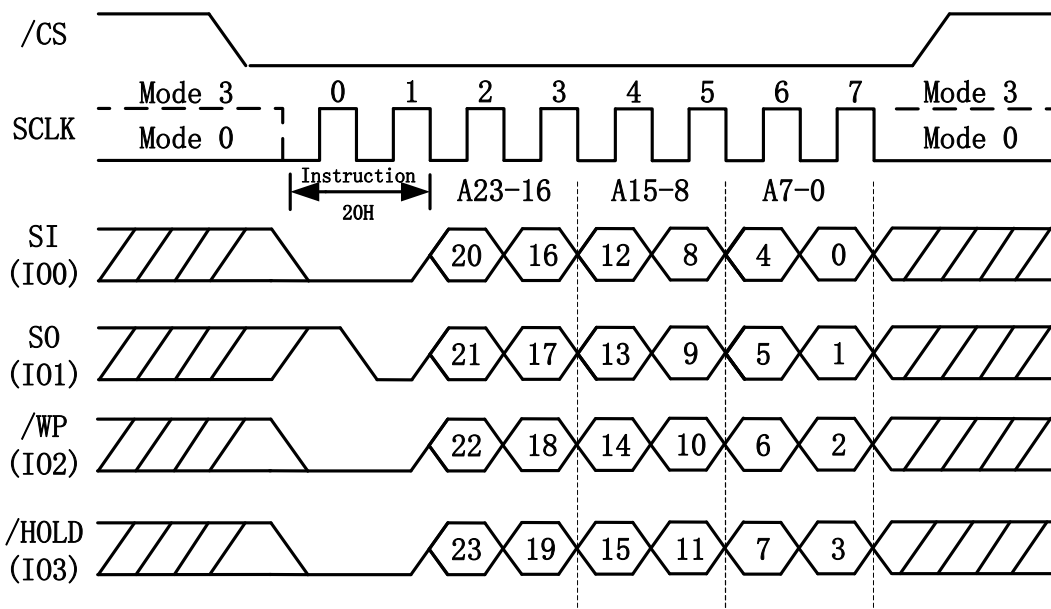 /CS
Mode 3 0 1 2 3 4 5 6 7 Mode 3
SCLK
Mode 0 Mode 0
Instruction A23-16 A15-8 A7-0
20H
SI
(IO0) 20 16 12 8 4 0
SO
(IO1) 21 17 13 9 5 1
/WP
(IO2) 22 18 14 10 6 2
/HOLD
(IO3) 23 19 15 11 7 3